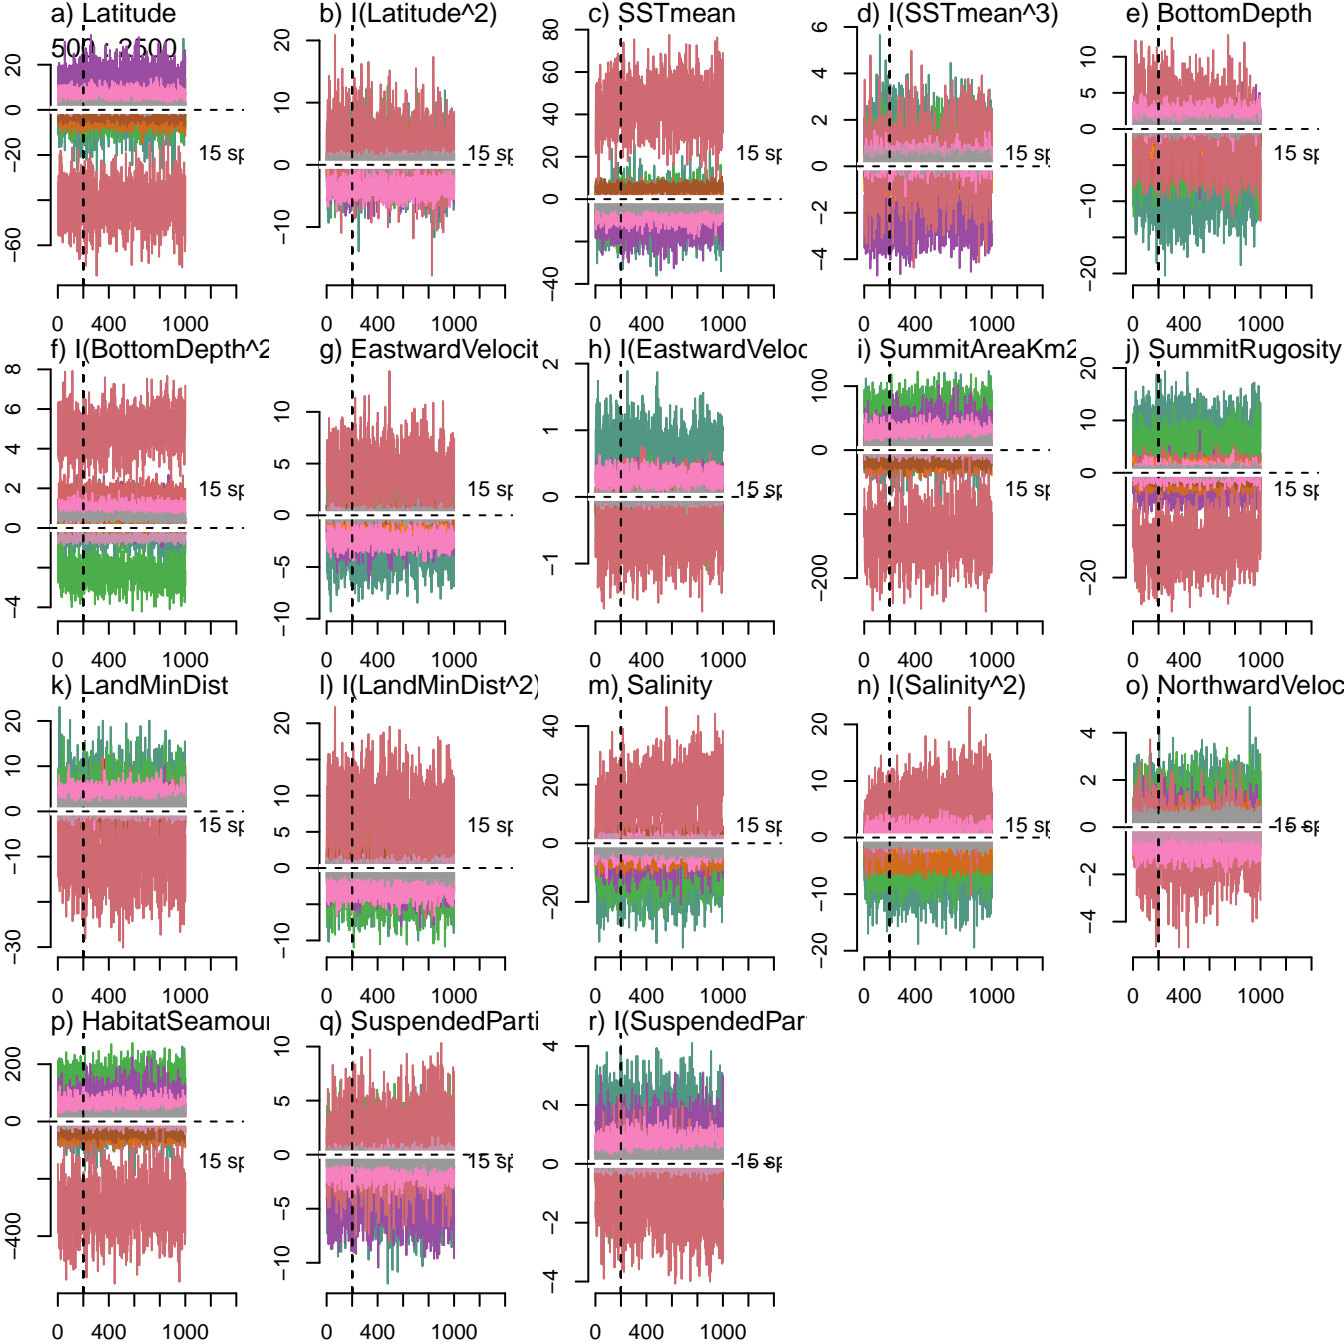 a) Latitude
500 2500
20
0
−20
−60
15 sp
0 400 1000
b) I(Latitude^2)
20
10
0
−10
15 sp
0 400 1000
c) SSTmean
80
60
40
20
0
−40
15 sp
0 400 1000
d) I(SSTmean^3)
6
4
2
0
−2
−4
15 sp
0 400 1000
e) BottomDepth
10
5
0
−10
−20
15 sp
0 400 1000
f) I(BottomDepth^2
8
6
4
2
0
−4
15 sp
0 400 1000
g) EastwardVelocit
10
5
0
−5
−10
15 sp
0 400 1000
h) I(EastwardVeloc
2
1
0
−1
15 sp
0 400 1000
i) SummitAreaKm2
100
0
−200
15 sp
0 400 1000
j) SummitRugosity
20
10
0
−20
15 sp
0 400 1000
k) LandMinDist
20
10
0
−10
−30
15 sp
0 400 1000
l) I(LandMinDist^2)
20
10
5
0
−10
15 sp
0 400 1000
m) Salinity
40
20
0
−20
15 sp
0 400 1000
n) I(Salinity^2)
20
10
0
−10
−20
15 sp
0 400 1000
o) NorthwardVeloc
4
2
0
−2
−4
15 sp
0 400 1000
p) HabitatSeamour
200
0
−400
15 sp
0 400 1000
q) SuspendedParti
10
5
0
−5
−10
15 sp
0 400 1000
r) I(SuspendedPar
4
2
0
−2
−4
15 sp
0 400 1000